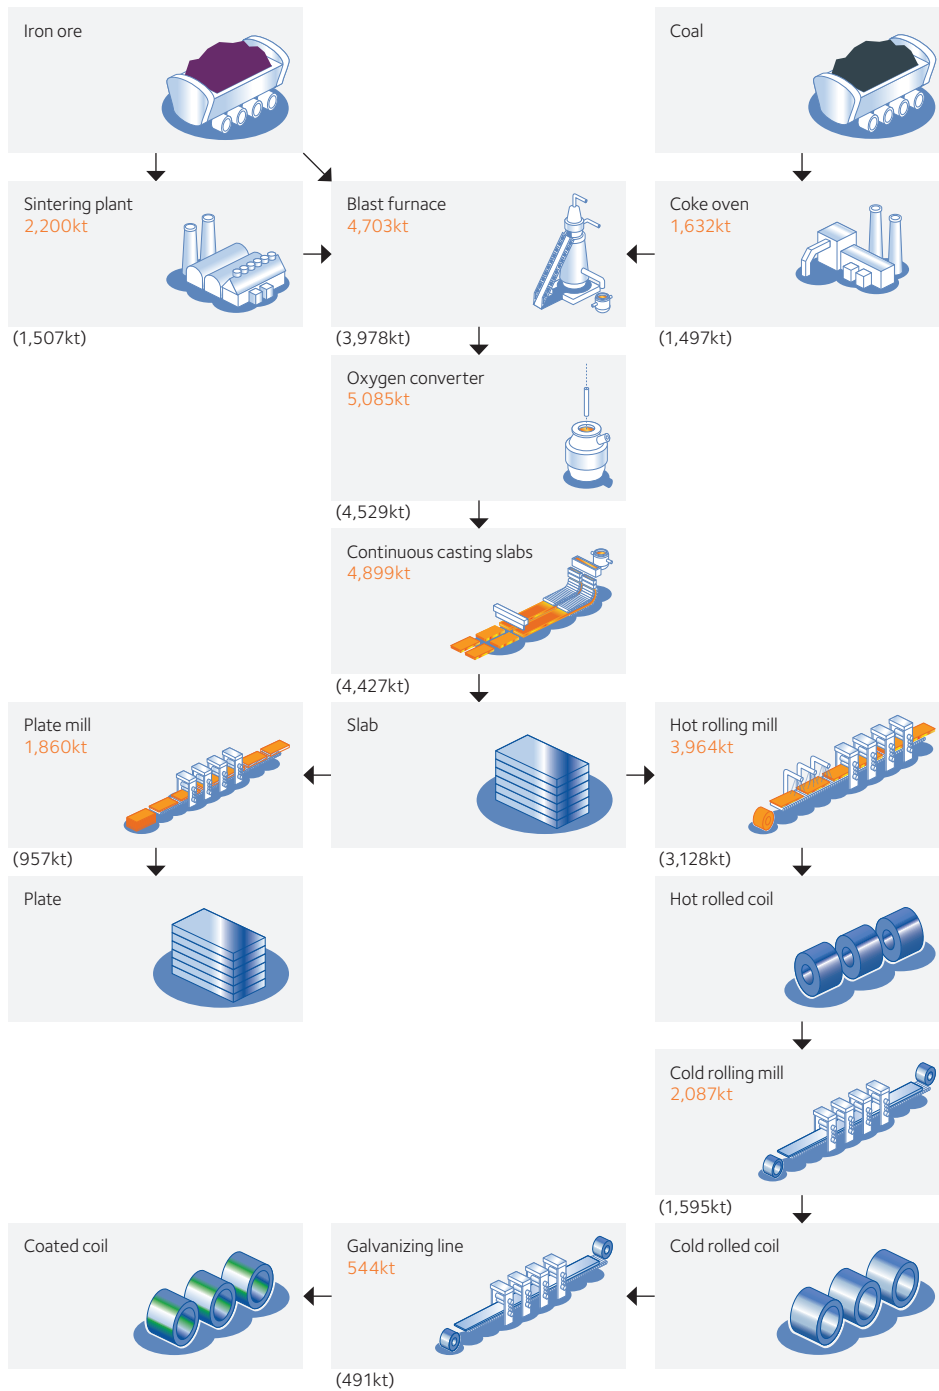 Iron ore
Coal
Sintering plant
2,200kt
Blast furnace
4,703kt
Coke oven
1,632kt
(1,507kt)
(3,978kt)
(1,497kt)
Oxygen converter
5,085kt
(4,529kt)
Continuous casting slabs
4,899kt
(4,427kt)
Plate mill
1,860kt
Slab
Hot rolling mill
3,964kt
(957kt)
(3,128kt)
Plate
Hot rolled coil
Cold rolling mill
2,087kt
(1,595kt)
Coated coil
Galvanizing line
544kt
Cold rolled coil
(491kt)